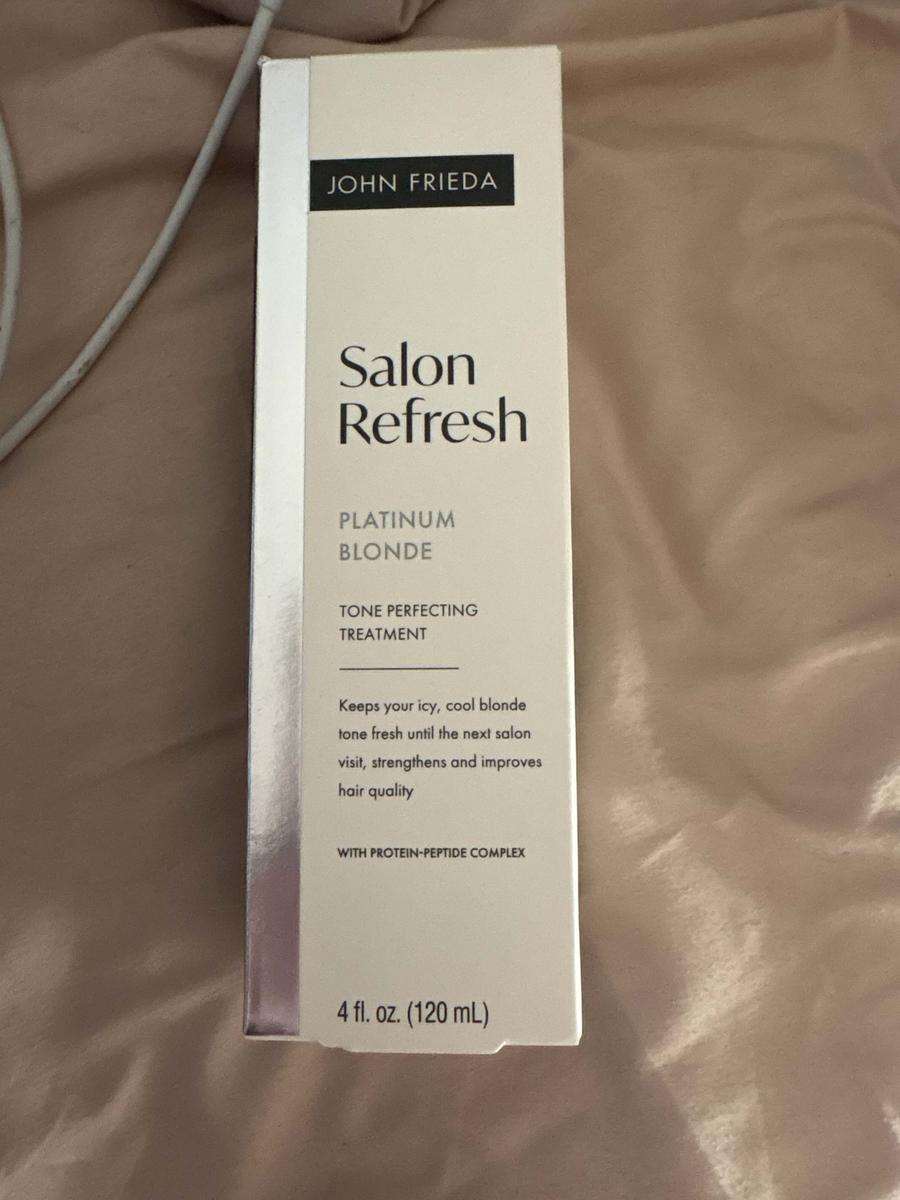 JOHN FRIEDA
Salon
Refresh
PLATINUM
BLONDE
TONE PERFECTING
TREATMENT
Keeps your icy, cool blonde
tone fresh until the next salon
visit, strengthens and improves
hair quality
WITH PROTEIN-PEPTIDE COMPLEX
4 fl. oz. (120 mL)